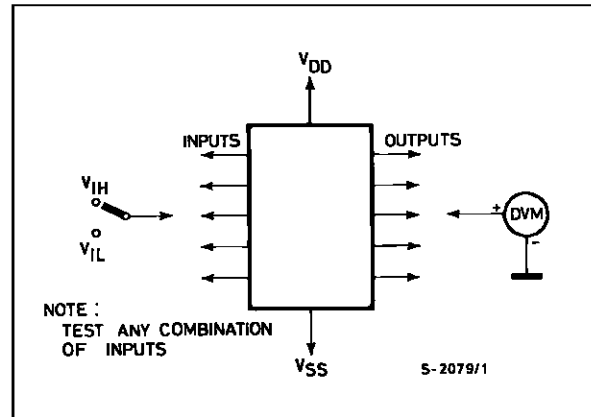 VDD
INPUTS
OUTPUTS
VIH
VIL
+
DVM
-
NOTE :
TEST ANY COMBINATION
OF INPUTS
VSS
S-2079/1